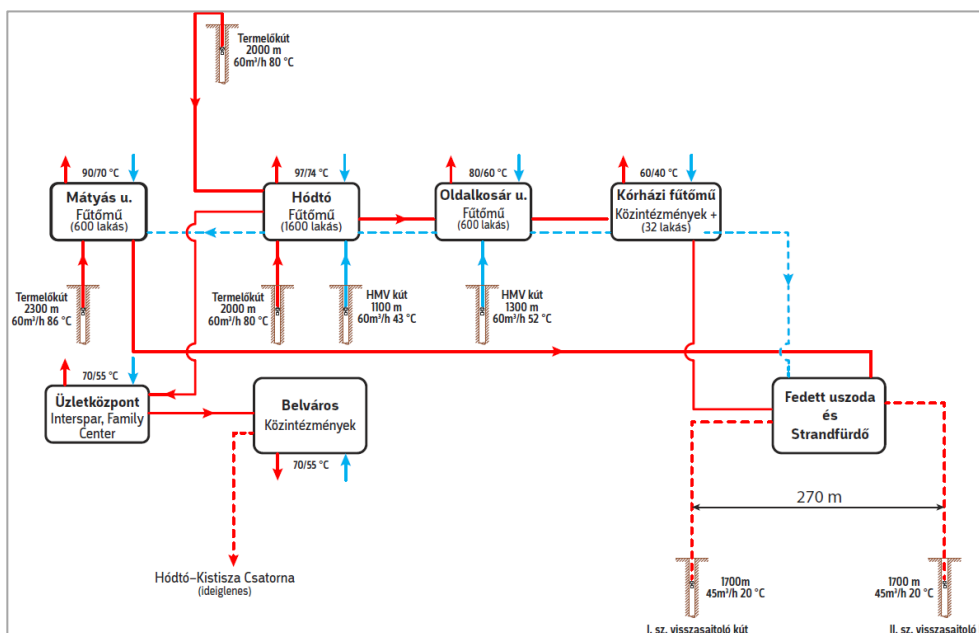 Termelőkút
2000 m
60m³/h 80 °C
90/70 °C
97/74 °C
80/60 °C
60/40 °C
Mátyás u.
Fűtőmű
(600 lakás)
Hódtó
Fűtőmű
(1600 lakás)
Oldalkosár u.
Fűtőmű
(600 lakás)
Kórházi fűtőmű
Közintézmények +
(32 lakás)
Termelőkút
2300 m
60m³/h 86 °C
Termelőkút
2000 m
60m³/h 80 °C
HMV kút
1100 m
60m³/h 43 °C
HMV kút
1300 m
60m³/h 52 °C
70/55 °C
Üzletközpont
Interspar, Family
Center
Belváros
Közintézmények
70/55 °C
Fedett uszoda
és
Strandfürdő
270 m
Hódtó–Kistisza Csatorna
(ideiglenes)
1700m
45m³/h 20 °C
1700 m
45m³/h 20 °C
I. sz. visszasajtoló kút
II. sz. visszasajtoló